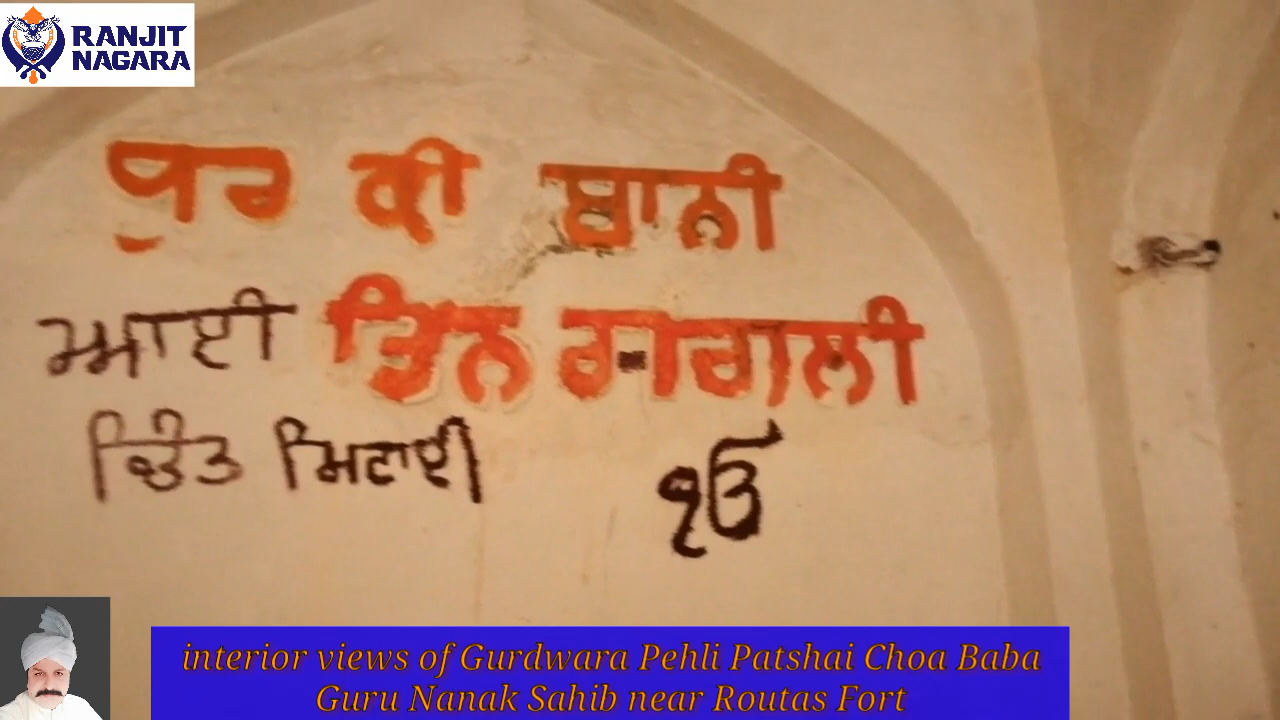 RANJIT
NAGARA
ਧੁਰ ਕੀ ਬਾਣੀ
ਆਈ ਤਿਨ ਸਗਲੀ
ਚਿੰਤ ਮਿਟਾਈ
ੴ
interior views of Gurdwara Pehli Patshai Choa Baba
Guru Nanak Sahib near Routas Fort